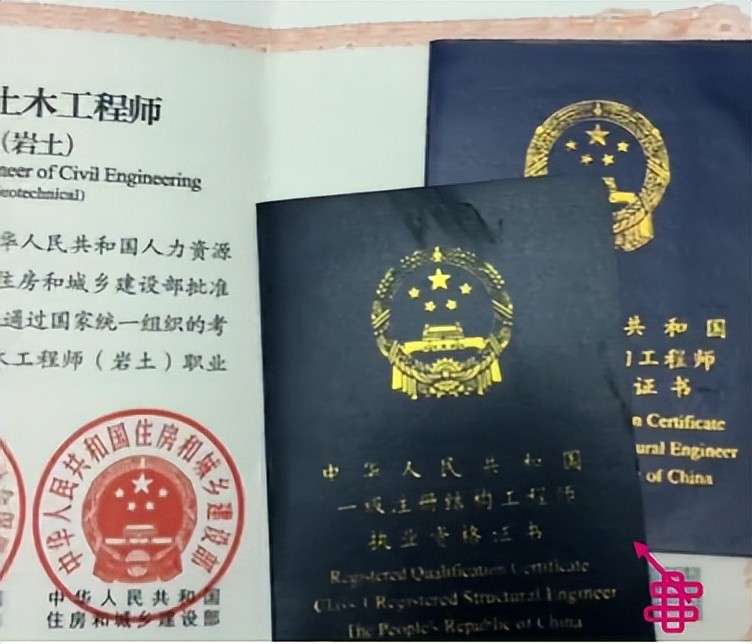 土木工程师
（岩土）
neer of Civil Engineering
eotechnical)
华人民共和国人力资源
住房和城乡建设部批准
通过国家统一组织的考
木工程师（岩土）职业
中华人民共和国住房和城乡建设部
中华人民共和国
住房和城乡建设部
中华人民共和国
一级注册结构工程师
执业资格证书
Registered Qualification Certificate
Class 1 Registered Structural Engineer
The People's Republic of China
共和国
工程师
证书
n Certificate
ural Engineer
of China